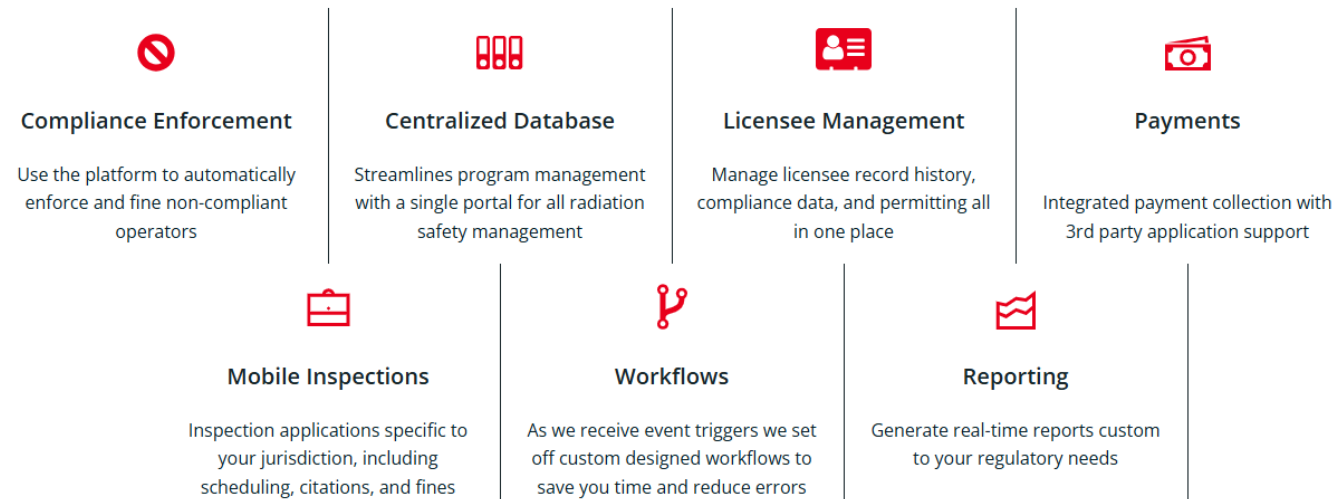 Compliance Enforcement
Use the platform to automatically
enforce and fine non-compliant
operators
Centralized Database
Streamlines program management
with a single portal for all radiation
safety management
Licensee Management
Manage licensee record history,
compliance data, and permitting all
in one place
Payments
Integrated payment collection with
3rd party application support
Mobile Inspections
Inspection applications specific to
your jurisdiction, including
scheduling, citations, and fines
Workflows
As we receive event triggers we set
off custom designed workflows to
save you time and reduce errors
Reporting
Generate real-time reports custom
to your regulatory needs